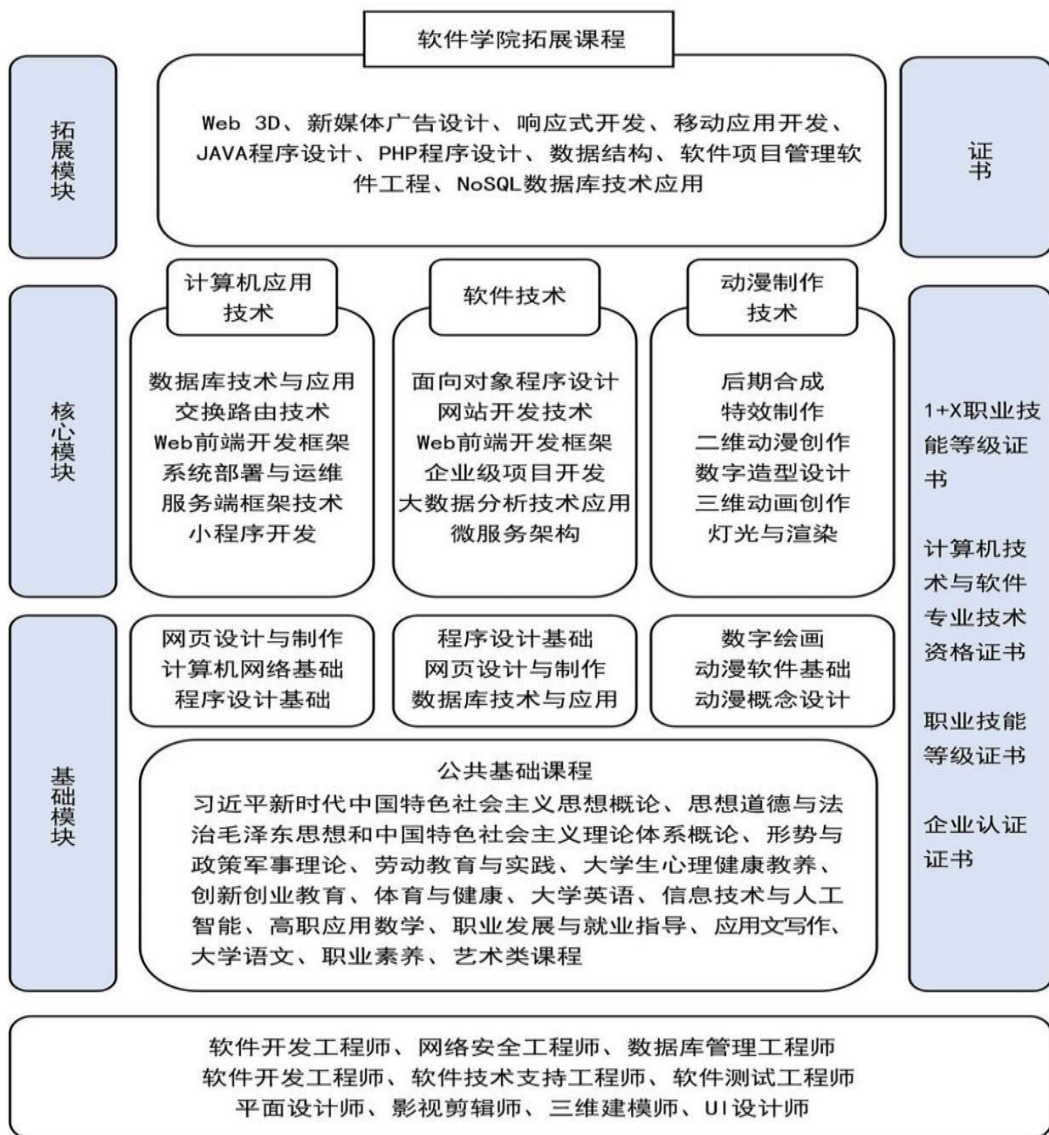 软件学院拓展课程
拓展模块
Web 3D、新媒体广告设计、响应式开发、移动应用开发、
JAVA程序设计、PHP程序设计、数据结构、软件项目管理软
件工程、NoSQL数据库技术应用
证书
核心模块
计算机应用
技术
数据库技术与应用
交换路由技术
Web前端开发框架
系统部署与运维
服务端框架技术
小程序开发
软件技术
面向对象程序设计
网站开发技术
Web前端开发框架
企业级项目开发
大数据分析技术应用
微服务架构
动漫制作
技术
后期合成
特效制作
二维动漫创作
数字造型设计
三维动画创作
灯光与渲染
1+X职业技
能等级证
书
计算机技
术与软件
专业技术
资格证书
职业技能
等级证书
企业认证
证书
基础模块
网页设计与制作
计算机网络基础
程序设计基础
程序设计基础
网页设计与制作
数据库技术与应用
数字绘画
动漫软件基础
动漫概念设计
公共基础课程
习近平新时代中国特色社会主义思想概论、思想道德与法
治毛泽东思想和中国特色社会主义理论体系概论、形势与
政策军事理论、劳动教育与实践、大学生心理健康教养、
创新创业教育、体育与健康、大学英语、信息技术与人工
智能、高职应用数学、职业发展与就业指导、应用文写作、
大学语文、职业素养、艺术类课程
软件开发工程师、网络安全工程师、数据库管理工程师
软件开发工程师、软件技术支持工程师、软件测试工程师
平面设计师、影视剪辑师、三维建模师、UI设计师